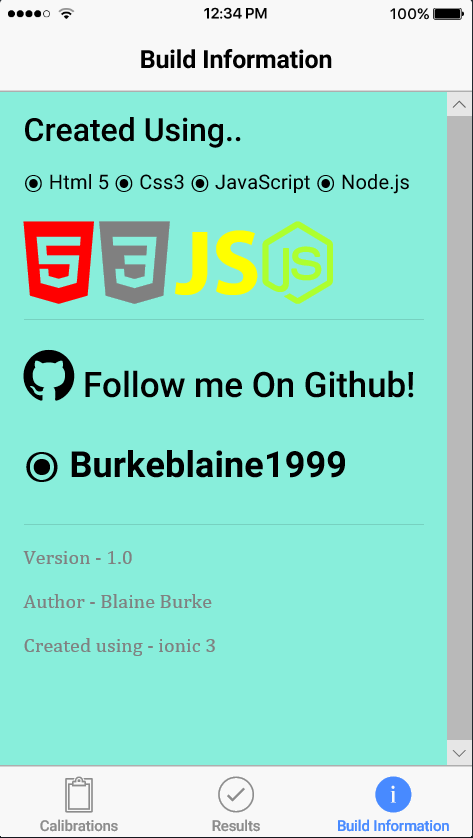 12:34 PM 100%
Build Information
Created Using..
◉ Html 5 ◉ Css3 ◉ JavaScript ◉ Node.js
5 3 JS JS
Follow me On Github!
◉ Burkeblaine1999
Version - 1.0
Author - Blaine Burke
Created using - ionic 3
Calibrations Results Build Information